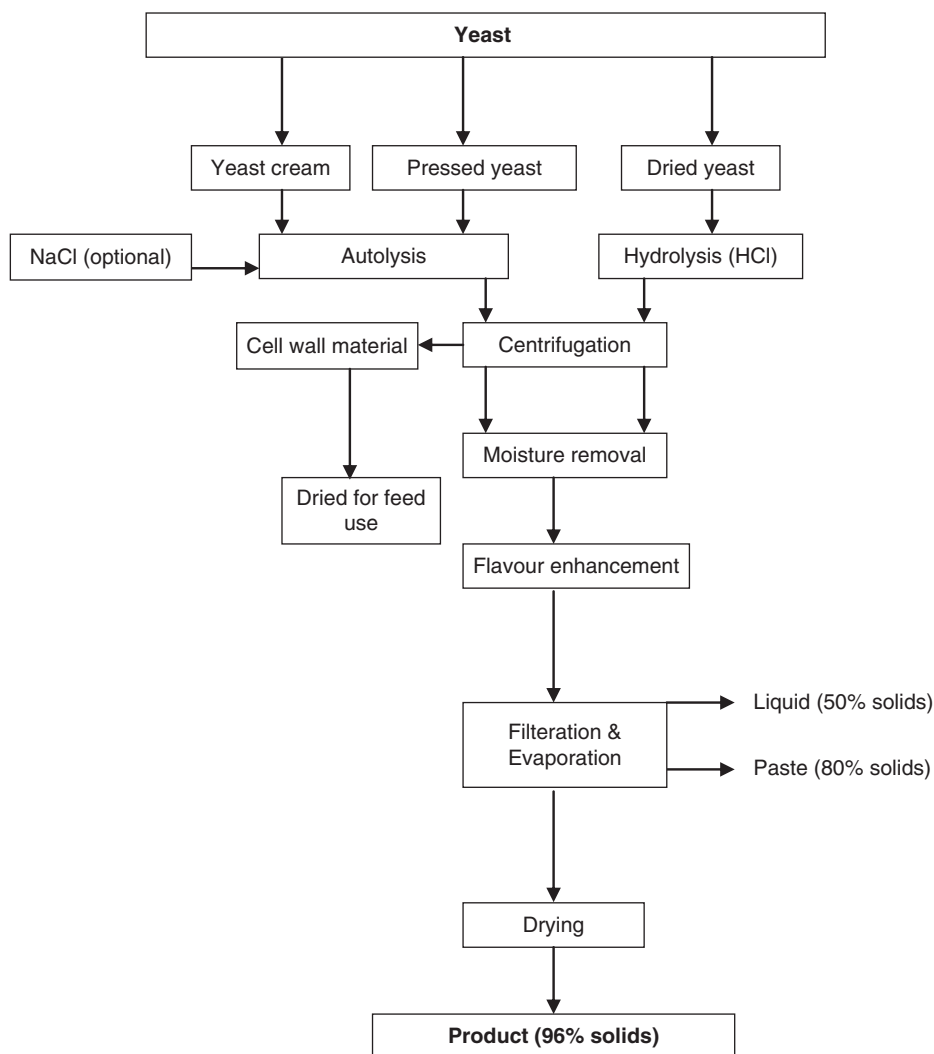 Yeast
Yeast cream
Pressed yeast
Dried yeast
NaCl (optional)
Autolysis
Hydrolysis (HCl)
Cell wall material
Centrifugation
Moisture removal
Dried for feed
use
Flavour enhancement
Liquid (50% solids)
Filteration &
Evaporation
Paste (80% solids)
Drying
Product (96% solids)